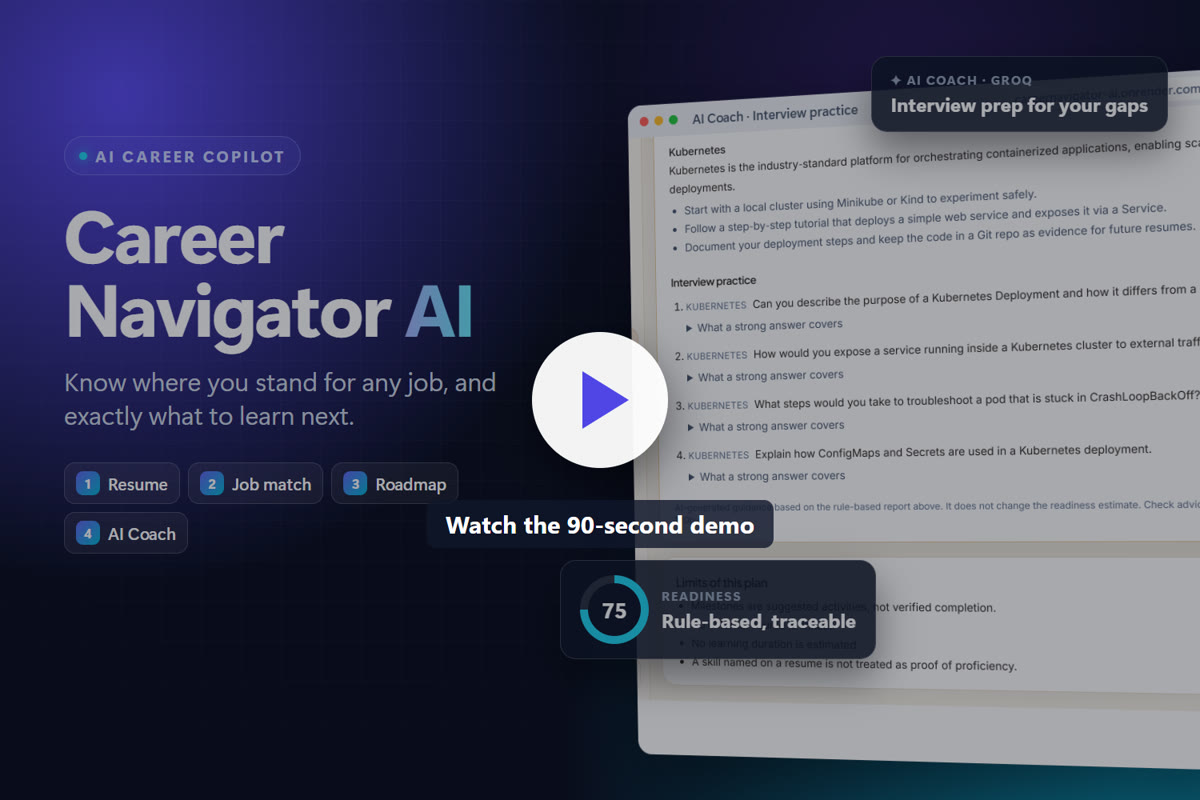 AI CAREER COPILOT
Career
Navigator AI
Know where you stand for any job, and
exactly what to learn next.
1 Resume
2 Job match
3 Roadmap
4 AI Coach
Watch the 90-second demo
AI Coach · Interview practice
✦ AI COACH · GROQ
Interview prep for your gaps
Kubernetes
Kubernetes is the industry-standard platform for orchestrating containerized applications, enabling
deployments.
• Start with a local cluster using Minikube or Kind to experiment safely.
• Follow a step-by-step tutorial that deploys a simple web service and exposes it via a Service.
• Document your deployment steps and keep the code in a Git repo as evidence for future resumes.
Interview practice
1. KUBERNETES Can you describe the purpose of a Kubernetes Deployment and how it differs from a
▶ What a strong answer covers
2. KUBERNETES How would you expose a service running inside a Kubernetes cluster to external
▶ What a strong answer covers
3. KUBERNETES What steps would you take to troubleshoot a pod that is stuck in CrashLoopBackOff?
▶ What a strong answer covers
4. KUBERNETES Explain how ConfigMaps and Secrets are used in a Kubernetes deployment.
▶ What a strong answer covers
AI-generated guidance based on the rule-based report above. It does not change the readiness estimate. Check
Limits of this plan
• Milestones are suggested activities, not verified completion.
• No learning duration is estimated
• A skill named on a resume is not treated as proof of proficiency.
75
READINESS
Rule-based, traceable